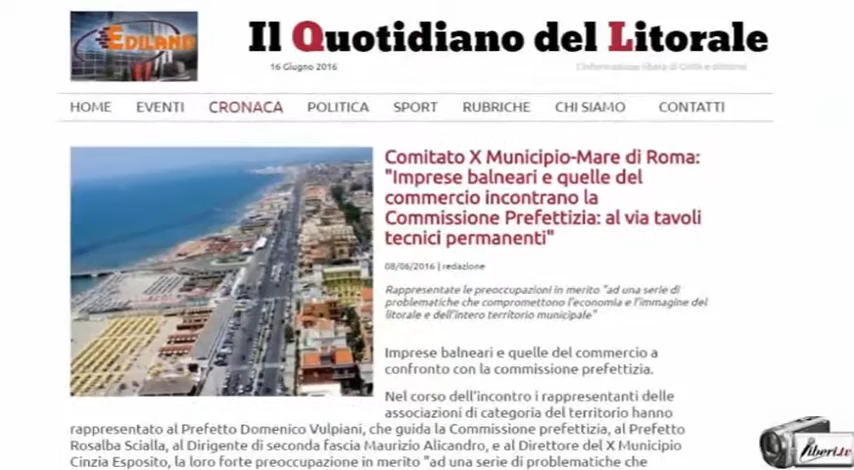 EDILAND
Il Quotidiano del Litorale
16 Giugno 2016
HOME EVENTI CRONACA POLITICA SPORT RUBRICHE CHI SIAMO CONTATTI
Comitato X Municipio-Mare di Roma:
"Imprese balneari e quelle del
commercio incontrano la
Commissione Prefettizia: al via tavoli
tecnici permanenti"
08/06/2016 | redazione
Rappresentate le preoccupazioni in merito "ad una serie di
problematiche che compromettono l'economia e l'immagine del
litorale e dell'intero territorio municipale"
Imprese balneari e quelle del commercio a
confronto con la commissione prefettizia.
Nel corso dell'incontro i rappresentanti delle
associazioni di categoria del territorio hanno
rappresentato al Prefetto Domenico Vulpiani, che guida la Commissione prefettizia, al Prefetto
Rosalba Scialla, al Dirigente di seconda fascia Maurizio Alicandro, e al Direttore del X Municipio
Cinzia Esposito, la loro forte preoccupazione in merito "ad una serie di problematiche che
liberi.tv